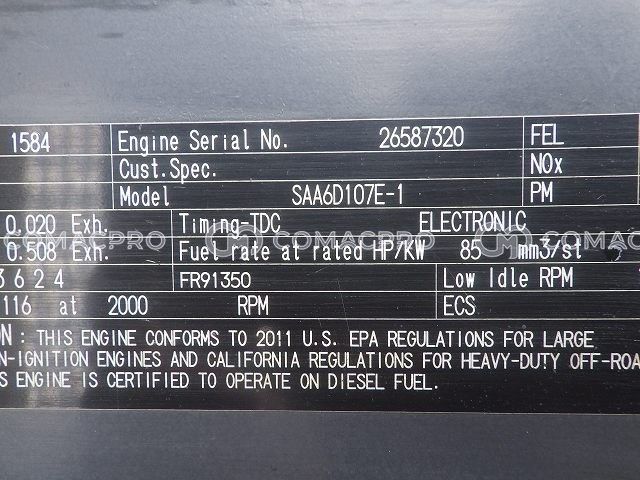 1584 Engine Serial No. 26587320 FEL
Cust.Spec. NOx
Model SAA6D107E-1 PM
0.020 Exh. Timing-TDC ELECTRONIC
0.508 Exh. Fuel rate at rated HP/KW 85 mm3/st
COMACPRO COMACPRO COMACPRO
3624 FR91350 Low Idle RPM
116 at 2000 RPM ECS
ON : THIS ENGINE CONFORMS TO 2011 U.S. EPA REGULATIONS FOR LARGE
N-IGNITION ENGINES AND CALIFORNIA REGULATIONS FOR HEAVY-DUTY OFF-ROA
S ENGINE IS CERTIFIED TO OPERATE ON DIESEL FUEL.